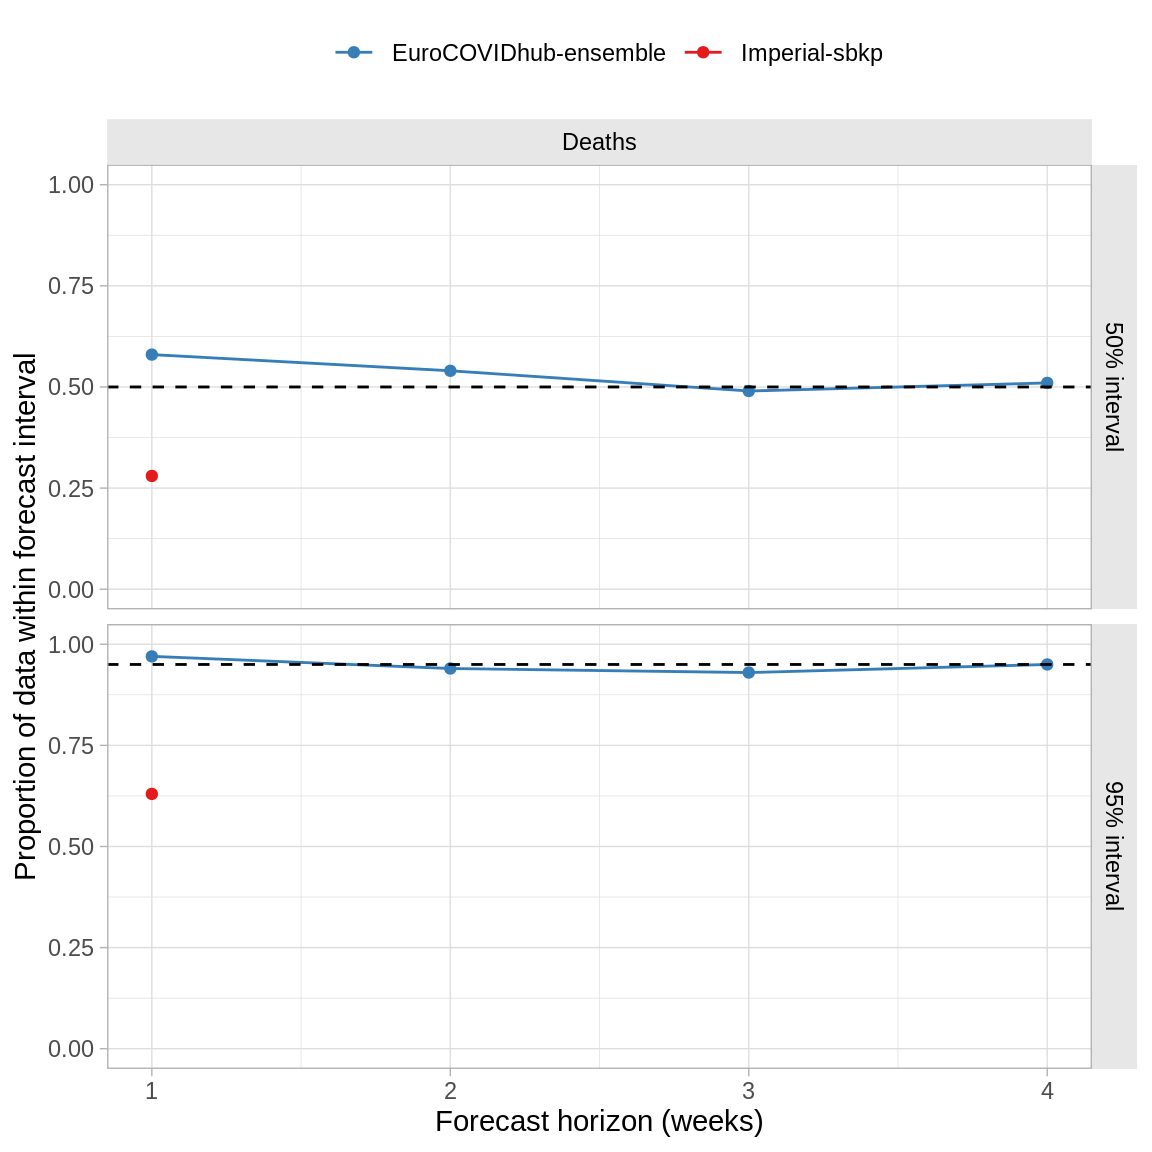 EuroCOVIDhub-ensemble Imperial-sbkp
Deaths
1.00
0.75
0.50
0.25
0.00
50% interval
1.00
0.75
0.50
0.25
0.00
95% interval
Proportion of data within forecast interval
1 2 3 4
Forecast horizon (weeks)